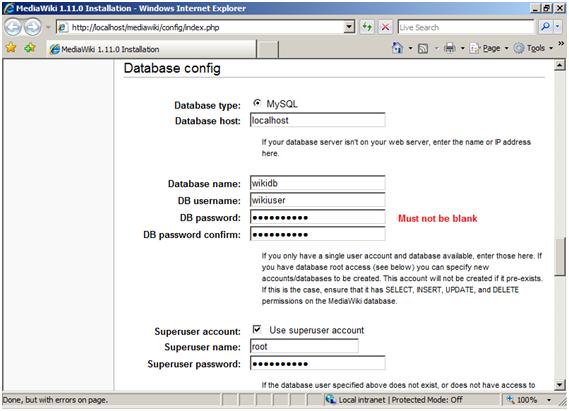 MediaWiki 1.11.0 Installation - Windows Internet Explorer
http://localhost/mediawiki/config/index.php
Live Search
MediaWiki 1.11.0 Installation
Page
Tools
Database config
Database type: MySQL
Database host: localhost
If your database server isn't on your web server, enter the name or IP address
here.
Database name: wikidb
DB username: wikiuser
DB password: ●●●●●●●●●● Must not be blank
DB password confirm: ●●●●●●●●●●
If you only have a single user account and database available, enter those here. If
you have database root access (see below) you can specify new
accounts/databases to be created. This account will not be created if it pre-exists.
If this is the case, ensure that it has SELECT, INSERT, UPDATE, and DELETE
permissions on the MediaWiki database.
Superuser account: Use superuser account
Superuser name: root
Superuser password: ●●●●●●●●●●
If the database user specified above does not exist, or does not have access to
Done, but with errors on page.
Local intranet | Protected Mode: Off
100%